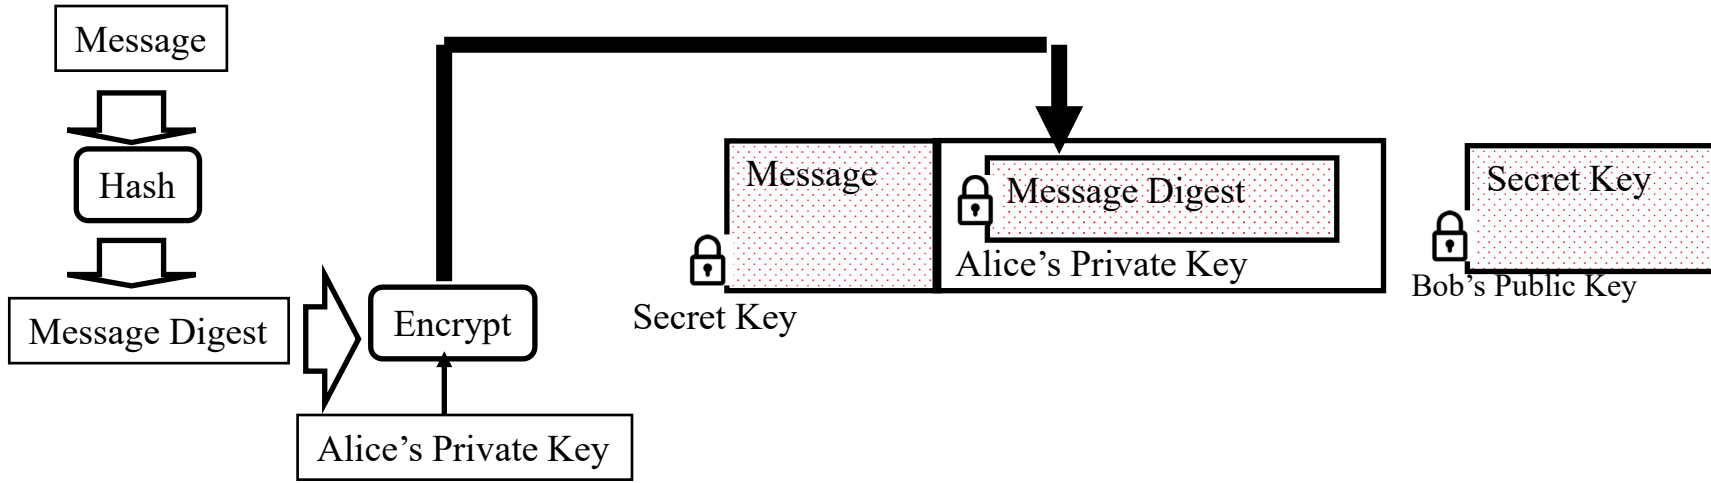 Message
Hash
Message Digest
Encrypt
Alice’s Private Key
Message
Message Digest
Alice’s Private Key
Secret Key
Secret Key
Bob’s Public Key